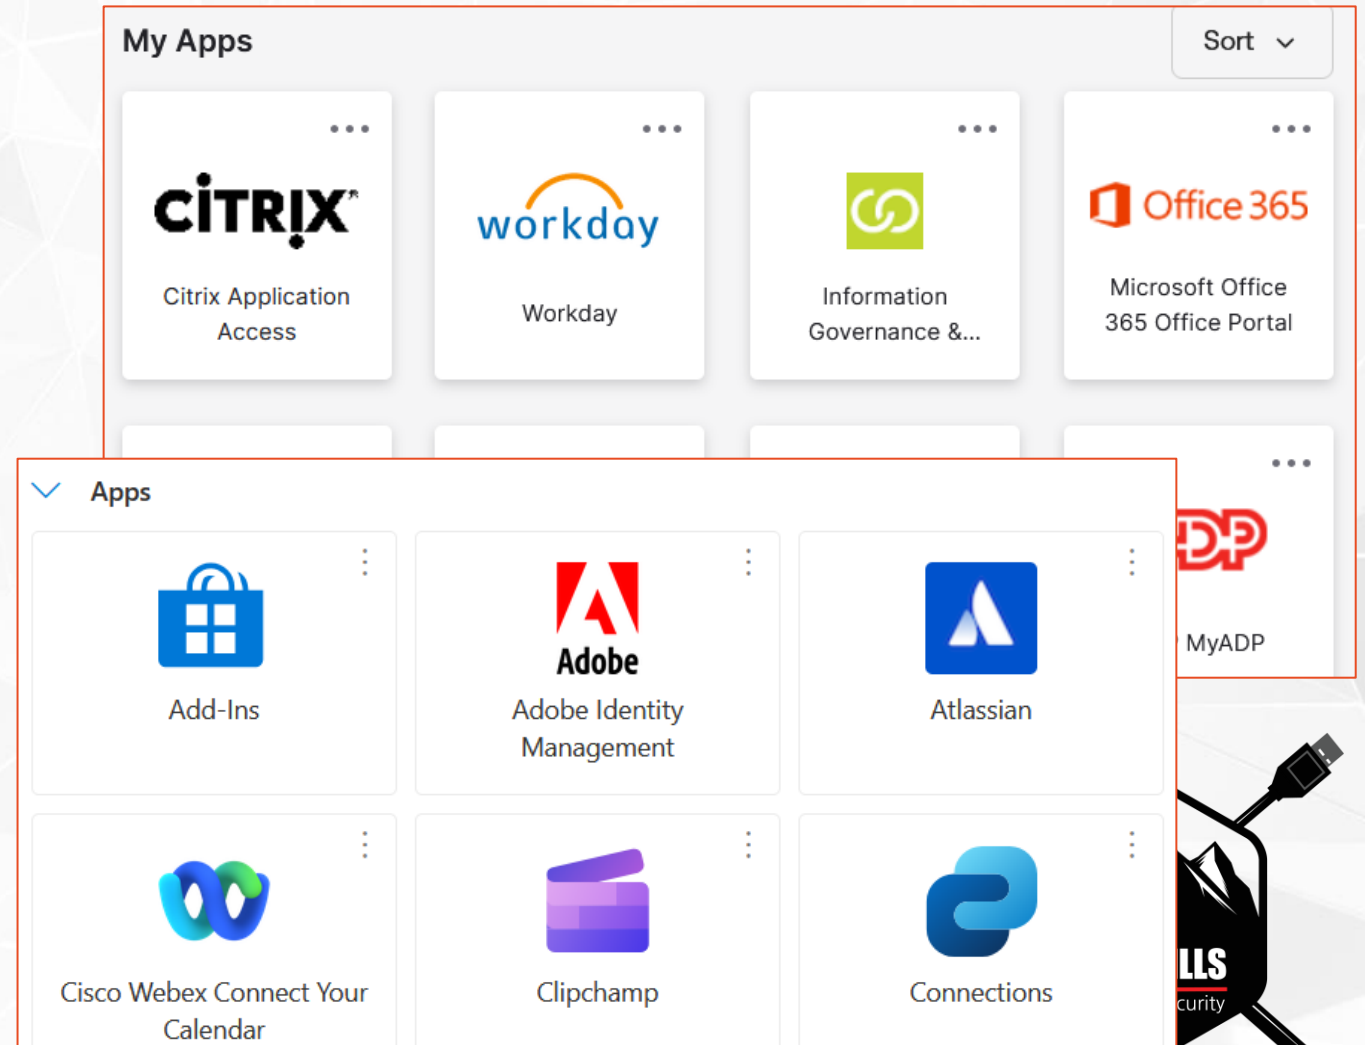 My Apps
Sort
CiTRIX
workday
Office 365
Citrix Application
Access
Workday
Information
Governance &...
Microsoft Office
365 Office Portal
DP
MyADP
Apps
Adobe
Add-Ins
Adobe Identity
Management
Atlassian
Cisco Webex Connect Your
Calendar
Clipchamp
Connections
LLS
curity